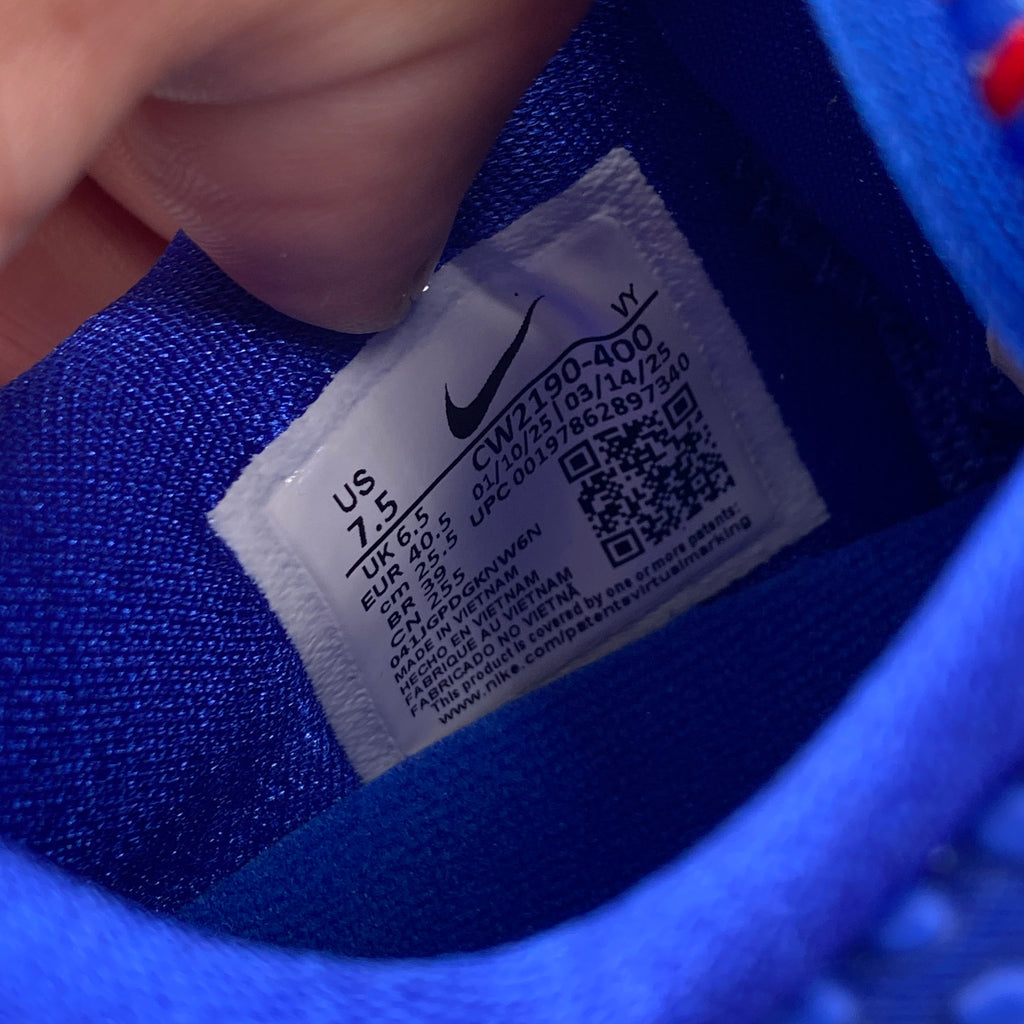 VY
US
7.5
CW2190-400
01/10/25 | 03/14/25
UPC 00197862897340
UK 6.5
EUR 40.5
cm 25.5
BR 39
CN 255
041LGPDGKNW6N
MADE IN VIETNAM
HECHO EN VIETNAM
FABRIQUE AU VIETNAM
FABRICADO NO VIETNÃ
This product is covered by one or more patents:
www.nike.com/patentsvirtualmarking